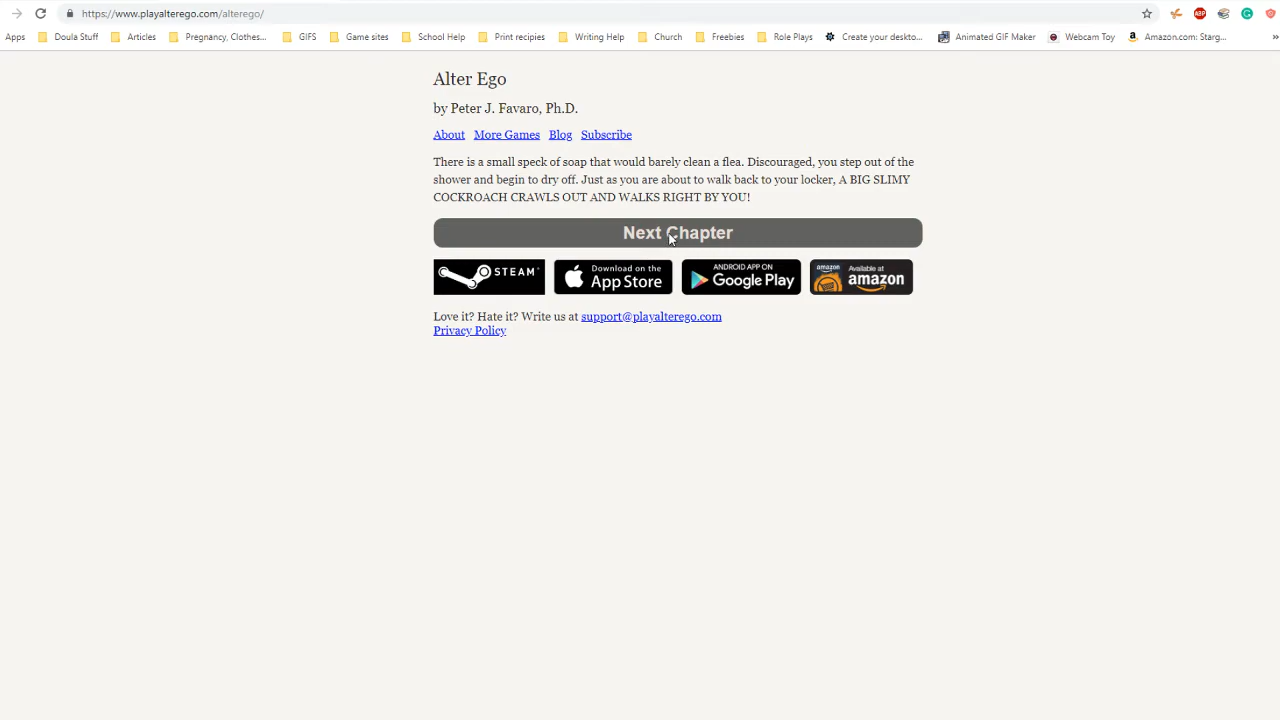 https://www.playalterego.com/alterego/
Apps Doula Stuff Articles Pregnancy, Clothes... GIFS Game sites School Help Print recipies Writing Help Church Freebies Role Plays Create your deskto... Animated GIF Maker Webcam Toy Amazon.com: Starg... »
Alter Ego
by Peter J. Favaro, Ph.D.
About More Games Blog Subscribe
There is a small speck of soap that would barely clean a flea. Discouraged, you step out of the
shower and begin to dry off. Just as you are about to walk back to your locker, A BIG SLIMY
COCKROACH CRAWLS OUT AND WALKS RIGHT BY YOU!
Next Chapter
STEAM Download on the App Store ANDROID APP ON Google Play amazon Available at amazon
Love it? Hate it? Write us at support@playalterego.com
Privacy Policy